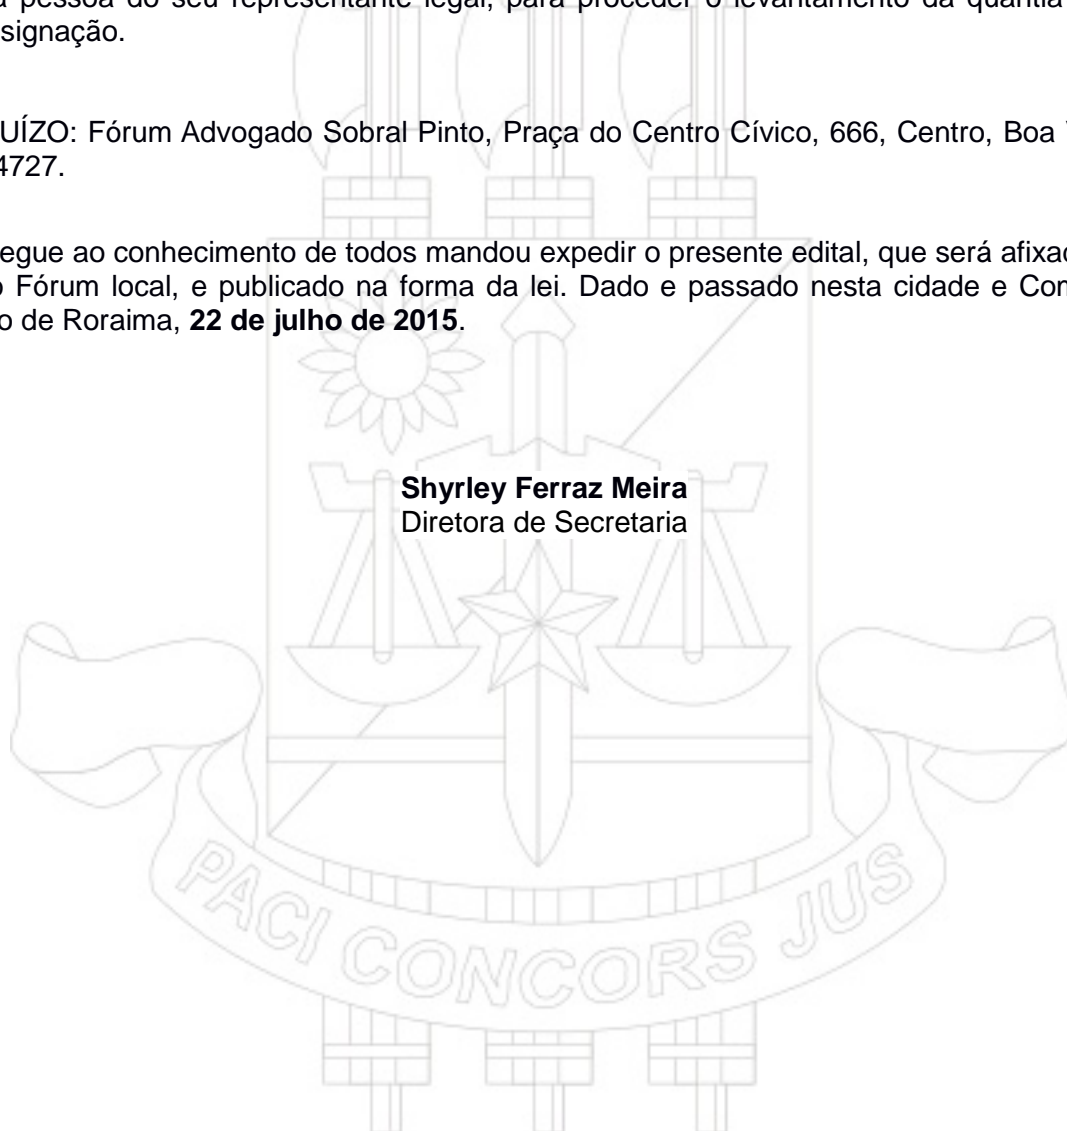 pessoa do seu representante legal, para proceder o levantamento da quantia
signação.
UÍZO: Fórum Advogado Sobral Pinto, Praça do Centro Cívico, 666, Centro, Boa
4727.
egue ao conhecimento de todos mandou expedir o presente edital, que será afixad
Fórum local, e publicado na forma da lei. Dado e passado nesta cidade e Com
o de Roraima, 22 de julho de 2015.
Shyrley Ferraz Meira
Diretora de Secretaria
PACI CONCORS JUS